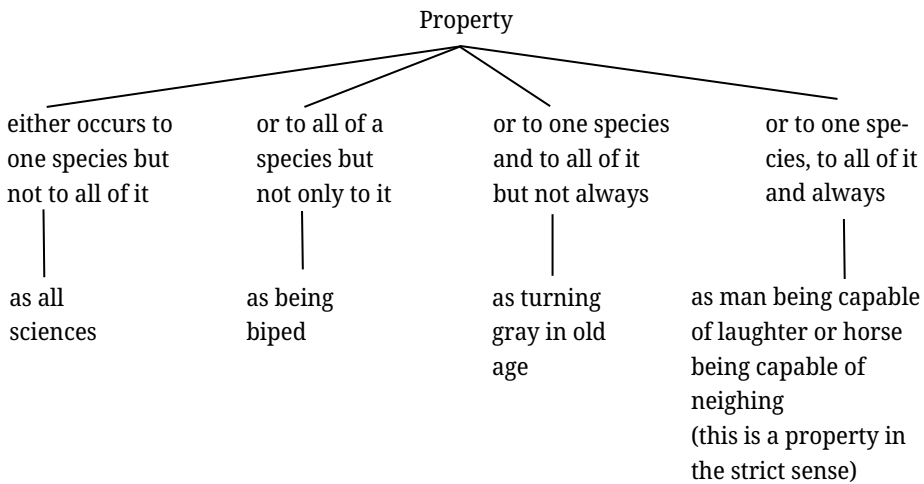 Property
either occurs to
one species but
not to all of it
or to all of a
species but
not only to it
or to one species
and to all of it
but not always
or to one spe-
cies, to all of it
and always
as all
sciences
as being
biped
as turning
gray in old
age
as man being capable
of laughter or horse
being capable of
neighing
(this is a property in
the strict sense)